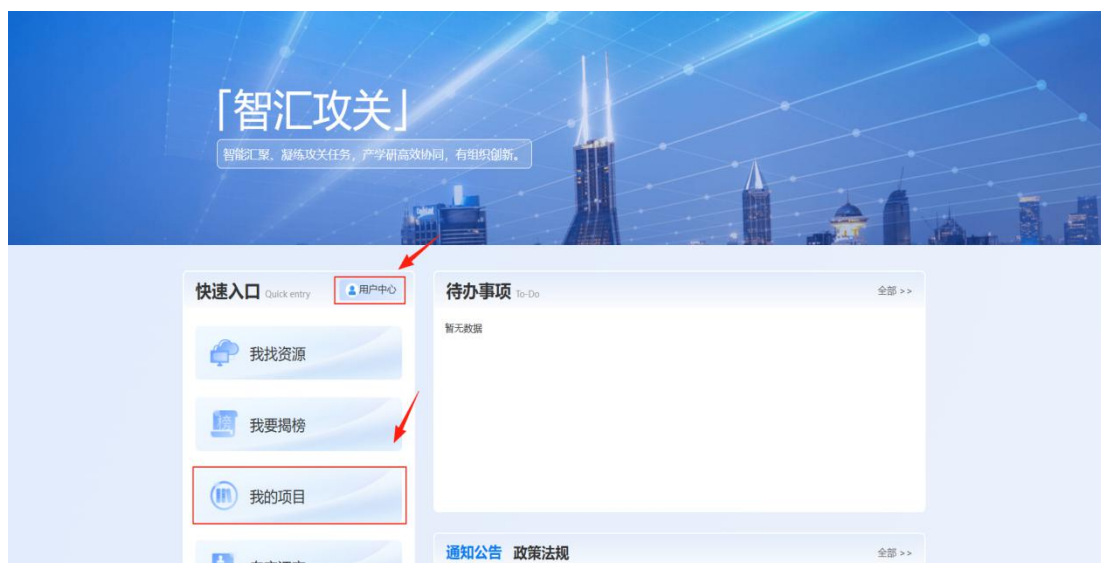 「智汇攻关」
智能汇聚，凝练攻关任务，产学研高效协同，有组织创新。
快速入口 Quick entry
用户中心
我找资源
我要揭榜
榜
我的项目
待办事项 To-Do
全部 >>
暂无数据
通知公告 政策法规
全部 >>